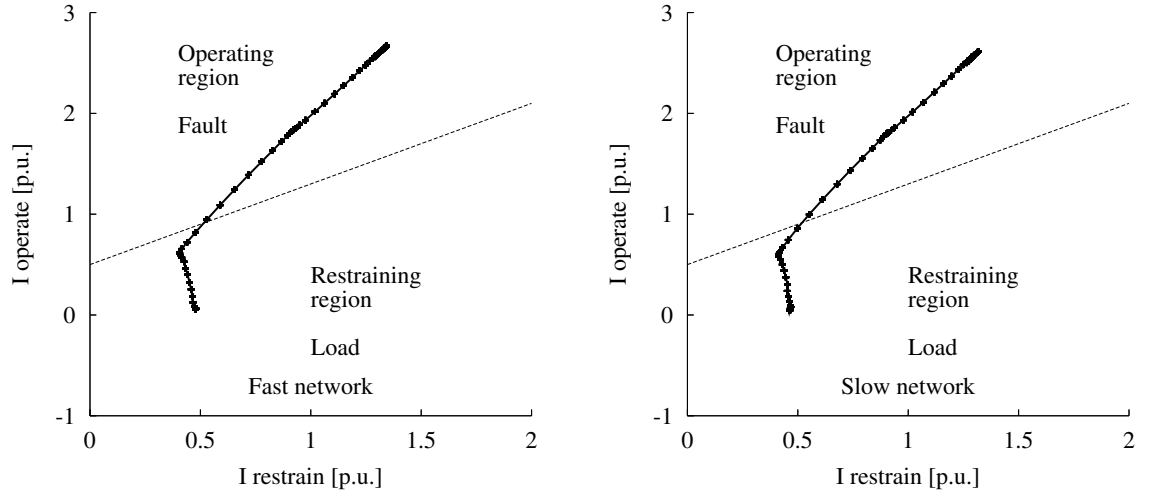 3
2
1
0
-1
I operate [p.u.]
Operating
region
Fault
Restraining
region
Load
Fast network
0
0.5
1
1.5
2
I restrain [p.u.]
3
2
1
0
-1
I operate [p.u.]
Operating
region
Fault
Restraining
region
Load
Slow network
0
0.5
1
1.5
2
I restrain [p.u.]